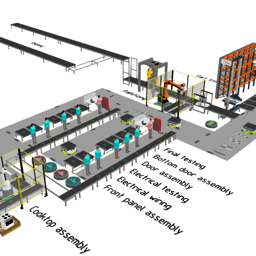 Final testing
Bottom door assembly
Door assembly
Electrical testing
Electrical wiring
Front panel assembly
Cooktop assembly